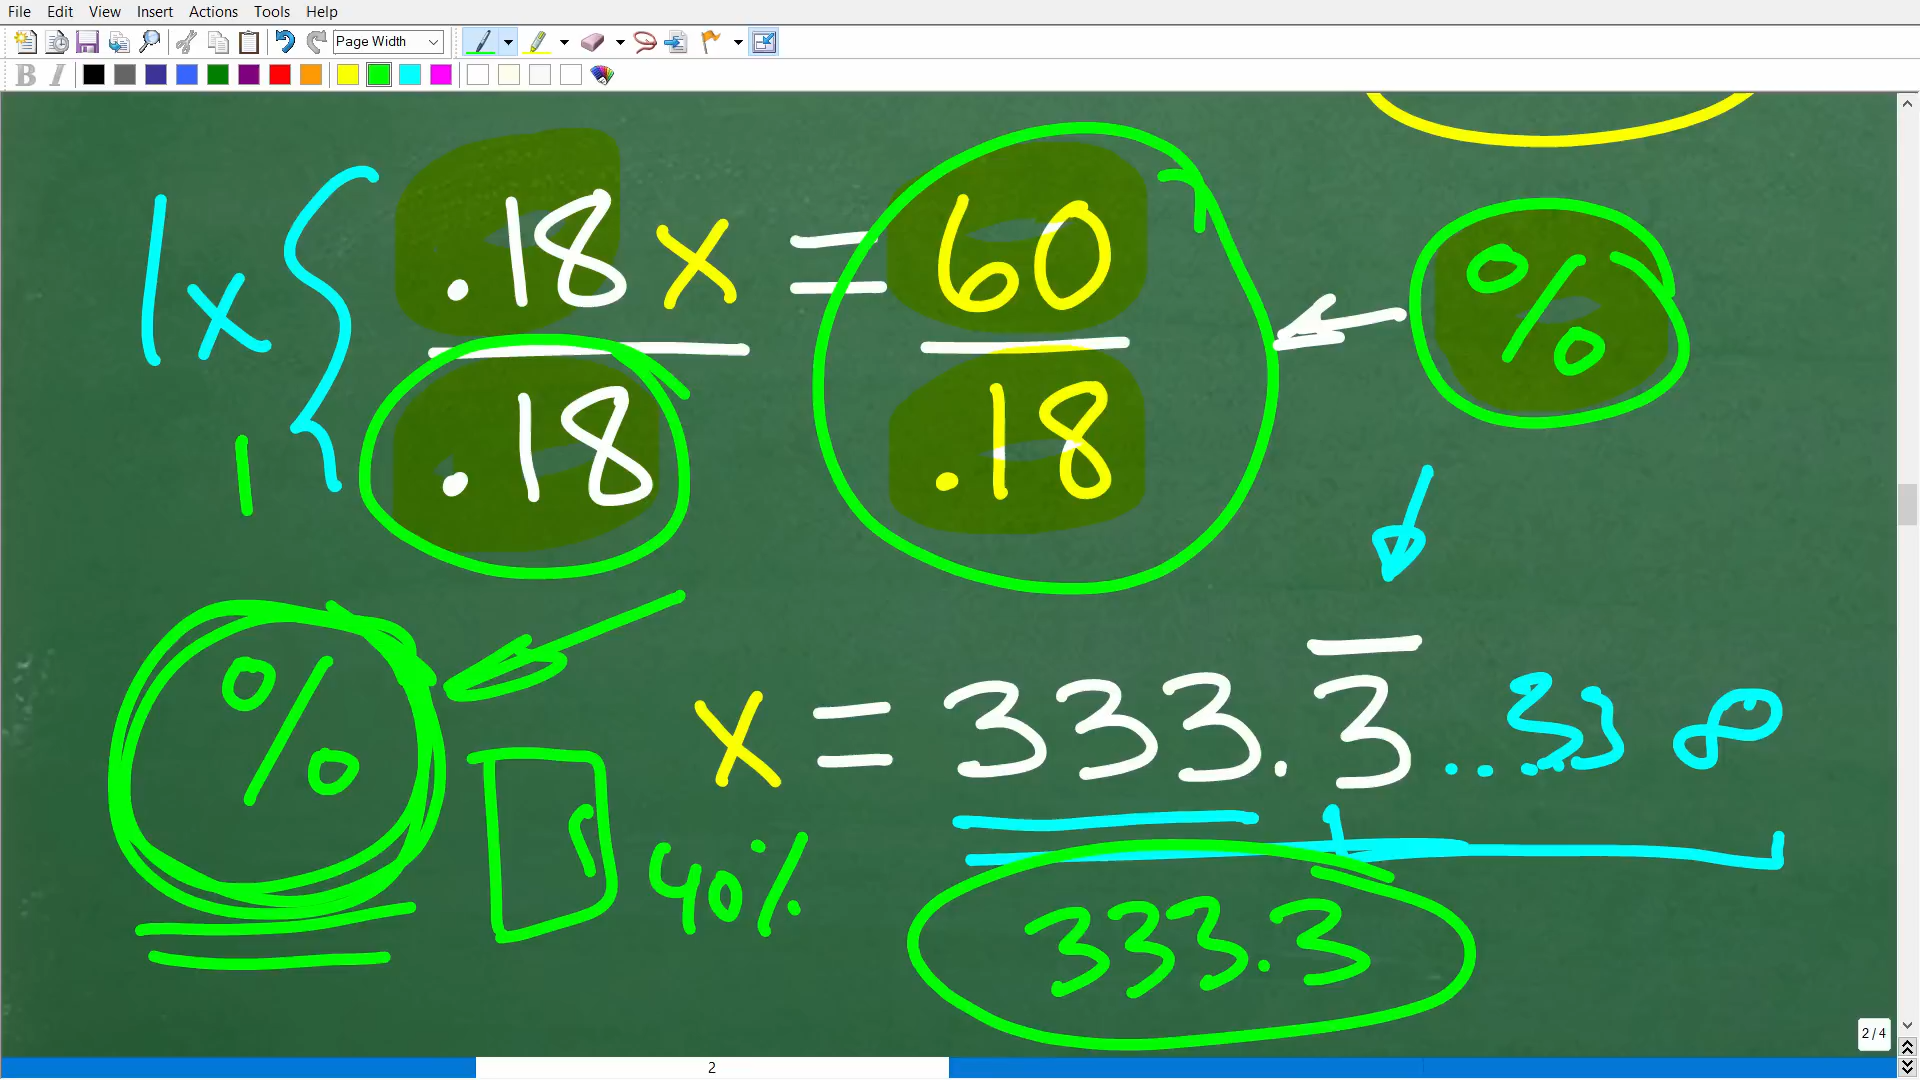 File Edit View Insert Actions Tools Help
Page Width
B I
.18x = 60
1x
.18 .18
%
1
%
x = 333.3...33 ∞
40%
333.3
2 / 4
2